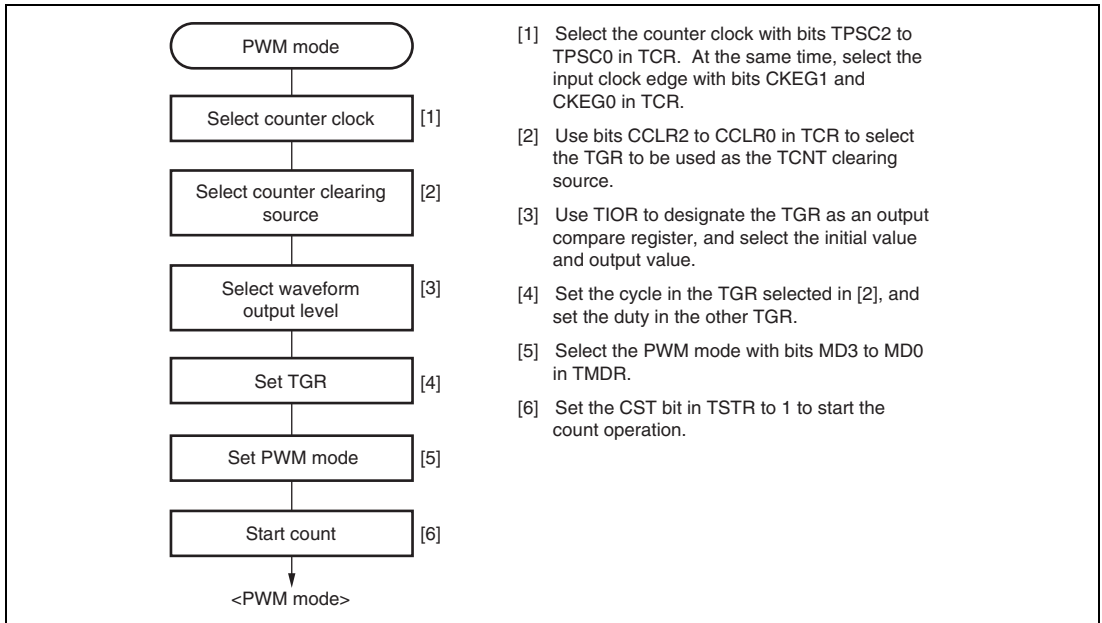 PWM mode
Select counter clock
[1]
Select counter clearing
source
[2]
Select waveform
output level
[3]
Set TGR
[4]
Set PWM mode
[5]
Start count
[6]
<PWM mode>
[1] Select the counter clock with bits TPSC2 to
TPSC0 in TCR. At the same time, select the
input clock edge with bits CKEG1 and
CKEG0 in TCR.
[2] Use bits CCLR2 to CCLR0 in TCR to select
the TGR to be used as the TCNT clearing
source.
[3] Use TIOR to designate the TGR as an output
compare register, and select the initial value
and output value.
[4] Set the cycle in the TGR selected in [2], and
set the duty in the other TGR.
[5] Select the PWM mode with bits MD3 to MD0
in TMDR.
[6] Set the CST bit in TSTR to 1 to start the
count operation.